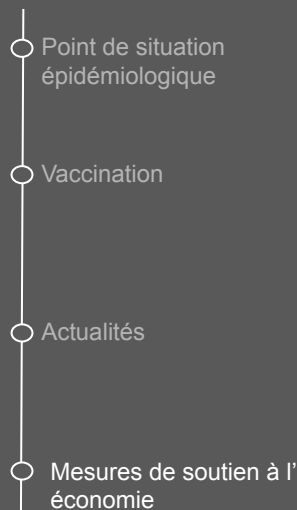 Point de situation
épidémiologique
Vaccination
Actualités
Mesures de soutien à l’
économie